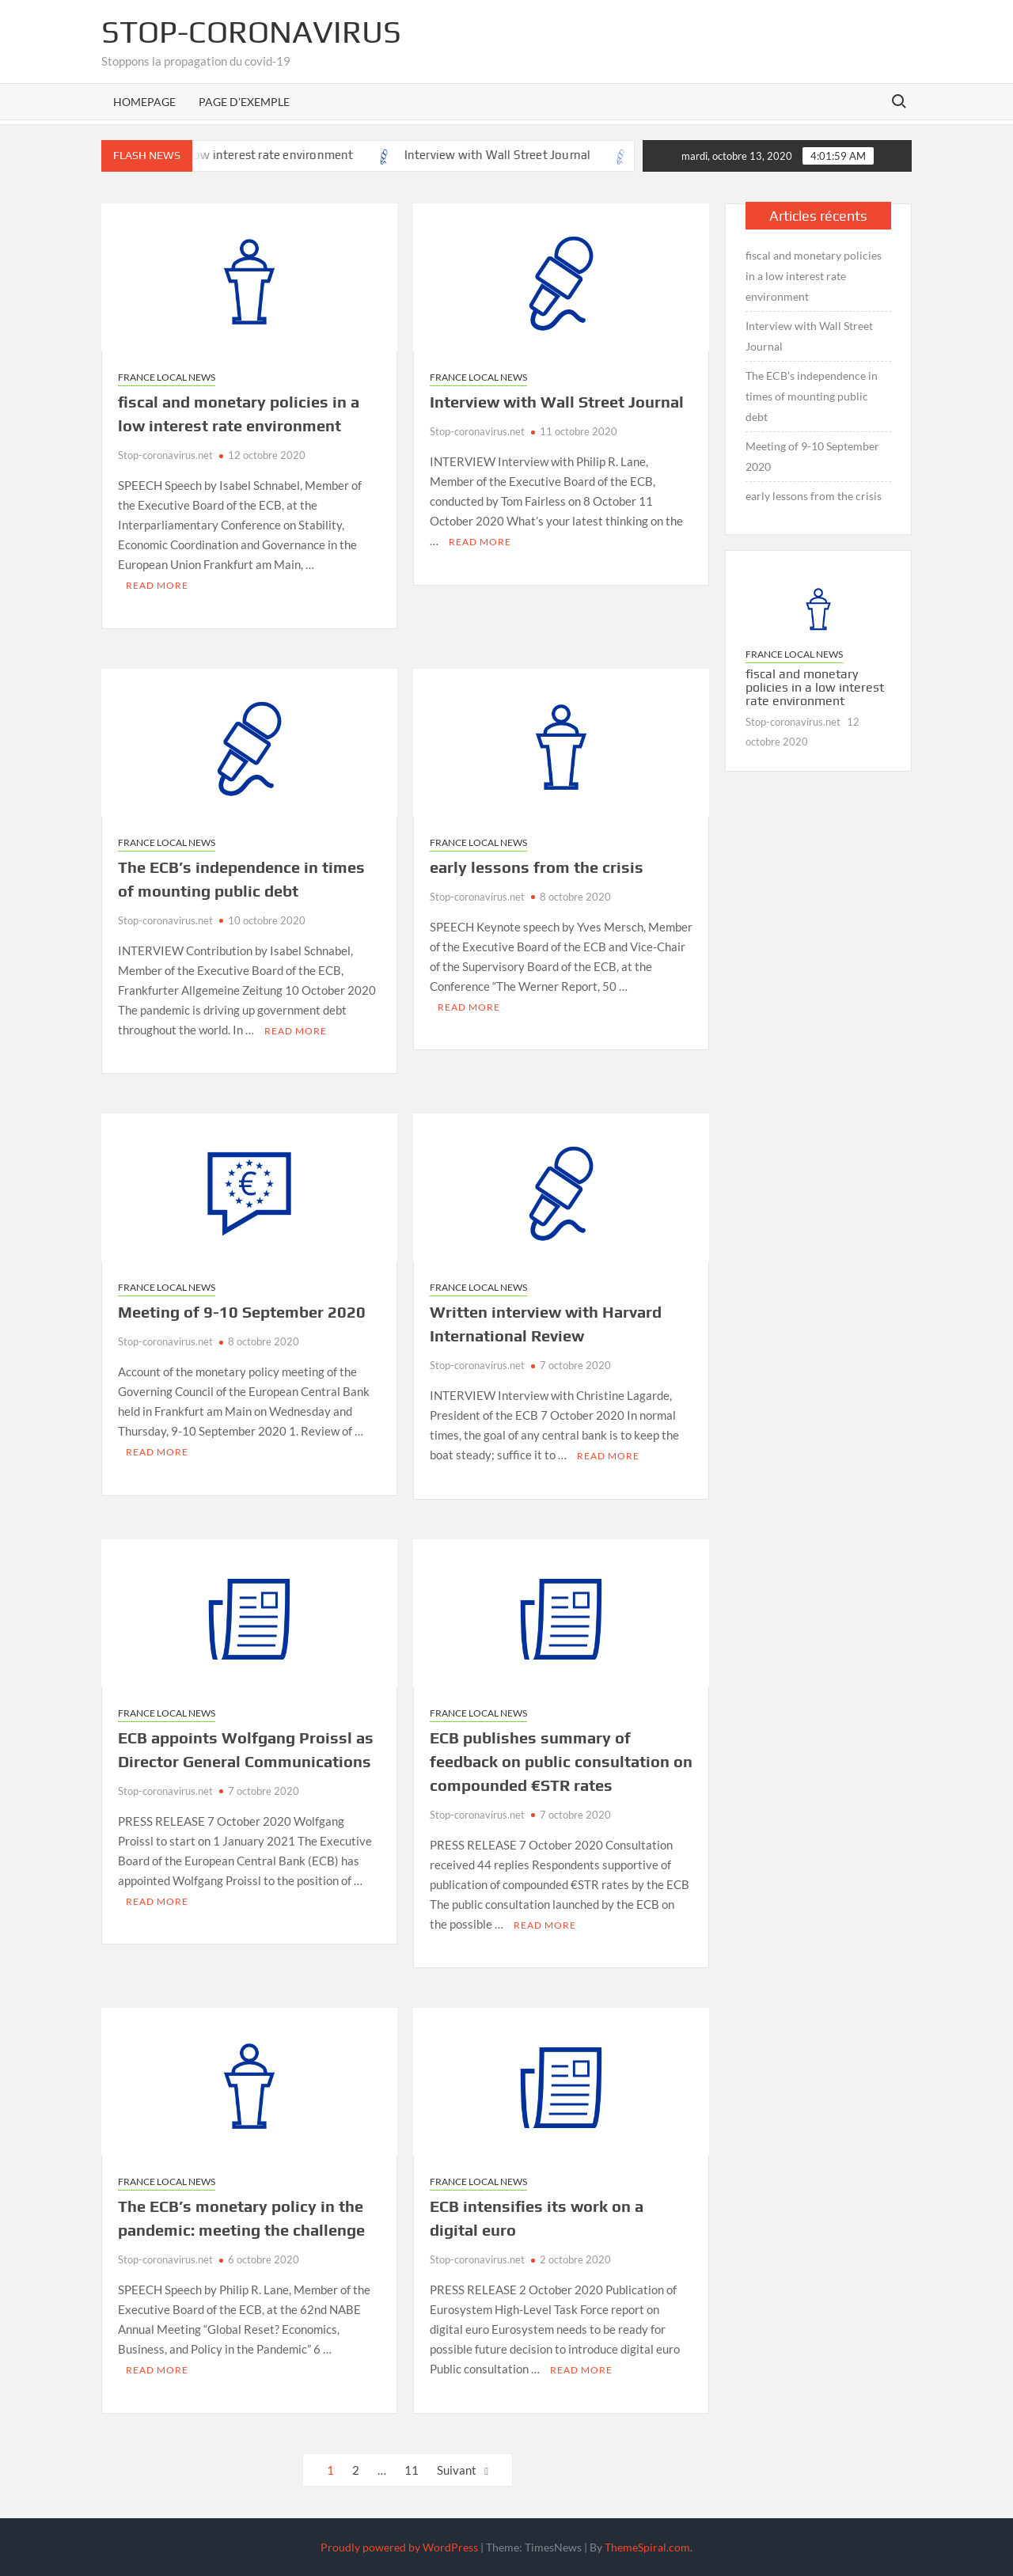 STOP-CORONAVIRUS
Stoppons la propagation du covid-19
HOMEPAGE
PAGE D'EXEMPLE
FLASH NEWS
low interest rate environment
Interview with Wall Street Journal
mardi, octobre 13, 2020
4:01:59 AM
FRANCE LOCAL NEWS
fiscal and monetary policies in a
low interest rate environment
Stop-coronavirus.net 12 octobre 2020
SPEECH Speech by Isabel Schnabel, Member of
the Executive Board of the ECB, at the
Interparliamentary Conference on Stability,
Economic Coordination and Governance in the
European Union Frankfurt am Main, …
READ MORE
FRANCE LOCAL NEWS
Interview with Wall Street Journal
Stop-coronavirus.net 11 octobre 2020
INTERVIEW Interview with Philip R. Lane,
Member of the Executive Board of the ECB,
conducted by Tom Fairless on 8 October 11
October 2020 What's your latest thinking on the
… READ MORE
FRANCE LOCAL NEWS
The ECB's independence in times
of mounting public debt
Stop-coronavirus.net 10 octobre 2020
INTERVIEW Contribution by Isabel Schnabel,
Member of the Executive Board of the ECB,
Frankfurter Allgemeine Zeitung 10 October 2020
The pandemic is driving up government debt
throughout the world. In … READ MORE
FRANCE LOCAL NEWS
early lessons from the crisis
Stop-coronavirus.net 8 octobre 2020
SPEECH Keynote speech by Yves Mersch, Member
of the Executive Board of the ECB and Vice-Chair
of the Supervisory Board of the ECB, at the
Conference “The Werner Report, 50 …
READ MORE
FRANCE LOCAL NEWS
Meeting of 9-10 September 2020
Stop-coronavirus.net 8 octobre 2020
Account of the monetary policy meeting of the
Governing Council of the European Central Bank
held in Frankfurt am Main on Wednesday and
Thursday, 9-10 September 2020 1. Review of …
READ MORE
FRANCE LOCAL NEWS
Written interview with Harvard
International Review
Stop-coronavirus.net 7 octobre 2020
INTERVIEW Interview with Christine Lagarde,
President of the ECB 7 October 2020 In normal
times, the goal of any central bank is to keep the
boat steady; suffice it to … READ MORE
FRANCE LOCAL NEWS
ECB appoints Wolfgang Proissl as
Director General Communications
Stop-coronavirus.net 7 octobre 2020
PRESS RELEASE 7 October 2020 Wolfgang
Proissl to start on 1 January 2021 The Executive
Board of the European Central Bank (ECB) has
appointed Wolfgang Proissl to the position of …
READ MORE
FRANCE LOCAL NEWS
ECB publishes summary of
feedback on public consultation on
compounded €STR rates
Stop-coronavirus.net 7 octobre 2020
PRESS RELEASE 7 October 2020 Consultation
received 44 replies Respondents supportive of
publication of compounded €STR rates by the ECB
The public consultation launched by the ECB on
the possible … READ MORE
FRANCE LOCAL NEWS
The ECB's monetary policy in the
pandemic: meeting the challenge
Stop-coronavirus.net 6 octobre 2020
SPEECH Speech by Philip R. Lane, Member of the
Executive Board of the ECB, at the 62nd NABE
Annual Meeting “Global Reset? Economics,
Business, and Policy in the Pandemic” 6 …
READ MORE
FRANCE LOCAL NEWS
ECB intensifies its work on a
digital euro
Stop-coronavirus.net 2 octobre 2020
PRESS RELEASE 2 October 2020 Publication of
Eurosystem High-Level Task Force report on
digital euro Eurosystem needs to be ready for
possible future decision to introduce digital euro
Public consultation … READ MORE
1 2 … 11 Suivant
Articles récents
fiscal and monetary policies
in a low interest rate
environment
Interview with Wall Street
Journal
The ECB's independence in
times of mounting public
debt
Meeting of 9-10 September
2020
early lessons from the crisis
FRANCE LOCAL NEWS
fiscal and monetary
policies in a low interest
rate environment
Stop-coronavirus.net 12
octobre 2020
Proudly powered by WordPress | Theme: TimesNews | By ThemeSpiral.com.